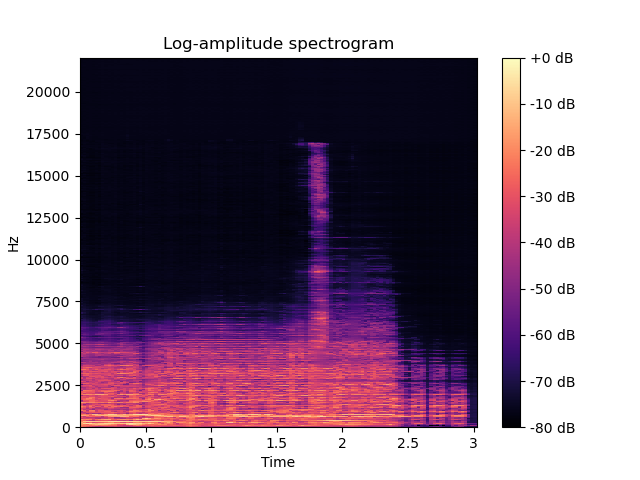 Log-amplitude spectrogram
20000
17500
15000
12500
10000
7500
5000
2500
0
Hz
0 0.5 1 1.5 2 2.5 3
Time
+0 dB
-10 dB
-20 dB
-30 dB
-40 dB
-50 dB
-60 dB
-70 dB
-80 dB